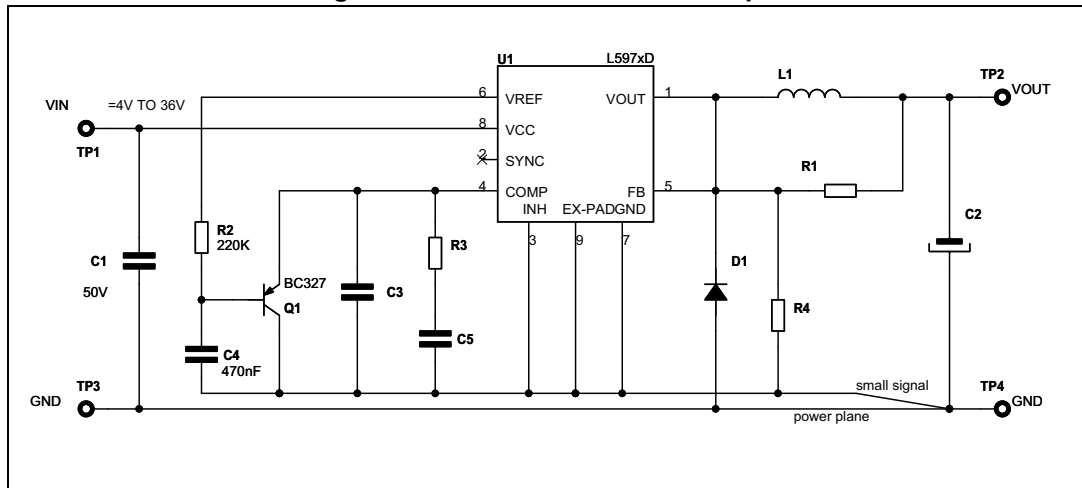 U1
L597xD
L1
TP2
VOUT
VIN
=4V TO 36V
6
VREF
VOUT
1
8
VCC
TP1
2
SYNC
R1
4
COMP
FB
5
INH
EX-PADGND
C2
3
9
7
R2
220K
R3
C1
D1
50V
BC327
C3
Q1
R4
C4
470nF
C5
TP3
GND
small signal
TP4
GND
power plane